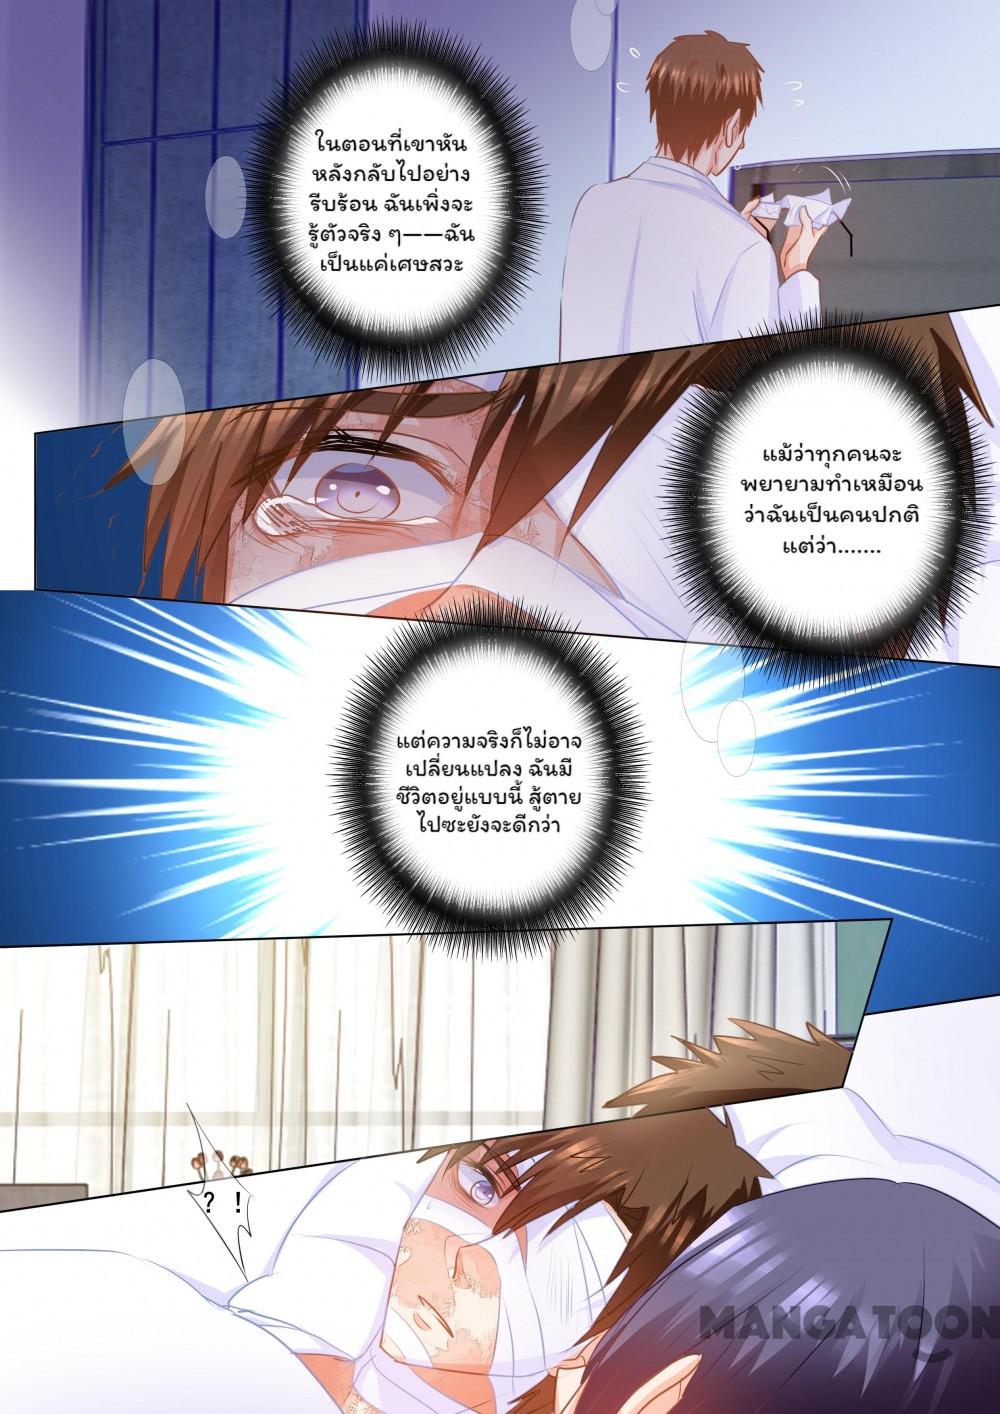 ในตอนที่เขาหัน
หลังกลับไปอย่าง
รีบร้อน ฉันเพิ่งจะ
รู้ตัวจริง ๆ——ฉัน
เป็นแค่เศษสวะ
แม้ว่าทุกคนจะ
พยายามทำเหมือน
ว่าฉันเป็นคนปกติ
แต่ว่า.......
แต่ความจริงก็ไม่อาจ
เปลี่ยนแปลง ฉันมี
ชีวิตอยู่แบบนี้ สู้ตาย
ไปซะยังจะดีกว่า
? !
MANGATOON